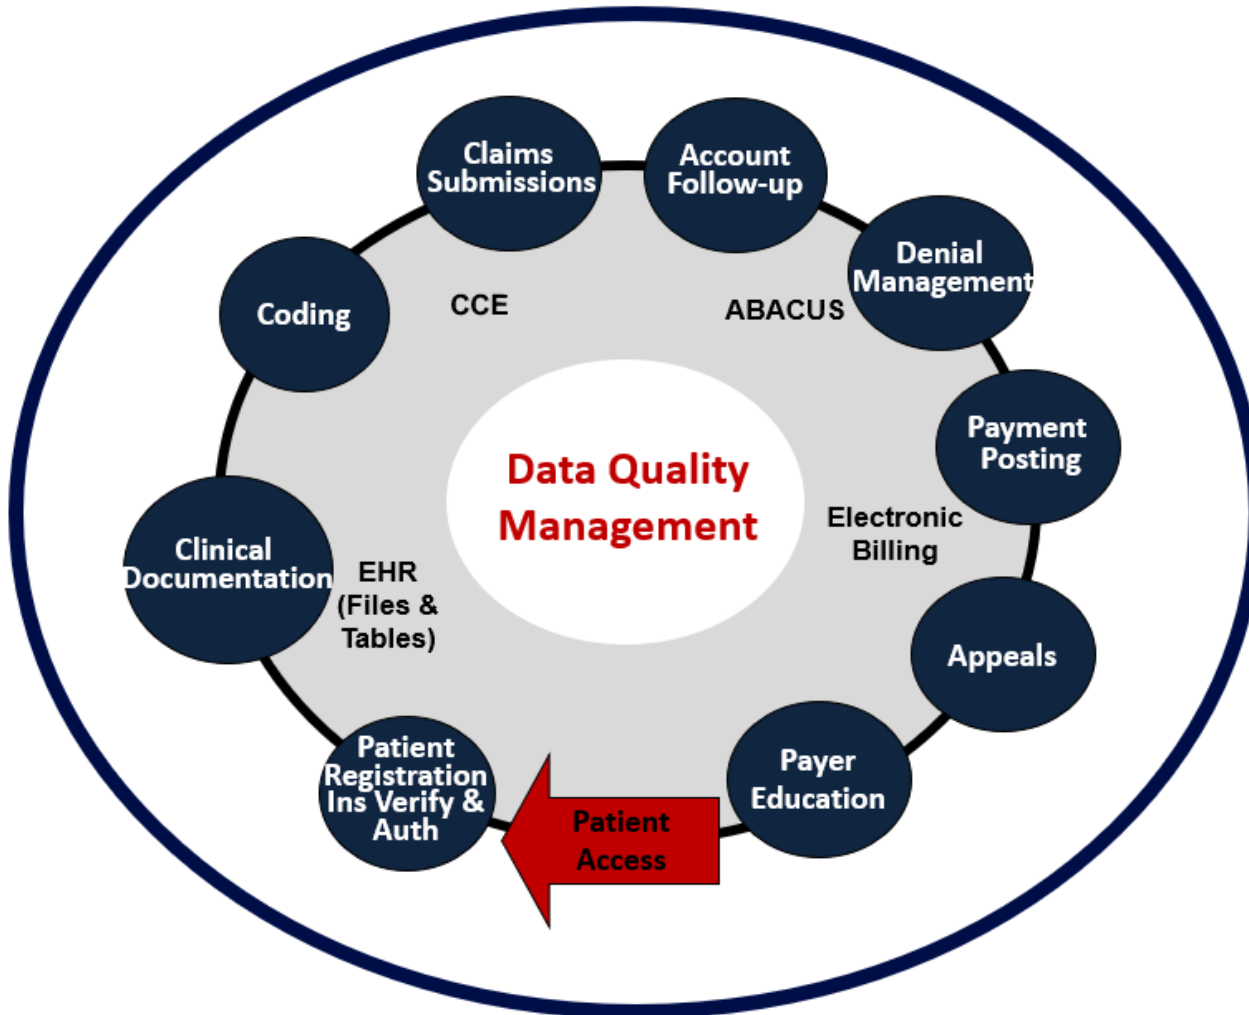 Claims
Submissions
Account
Follow-up
Denial
Management
Coding
CCE
ABACUS
Payment
Posting
Data Quality
Management
Electronic
Billing
Clinical
Documentation
EHR
(Files &
Tables)
Appeals
Patient
Registration
Ins Verify &
Auth
Patient
Access
Payer
Education